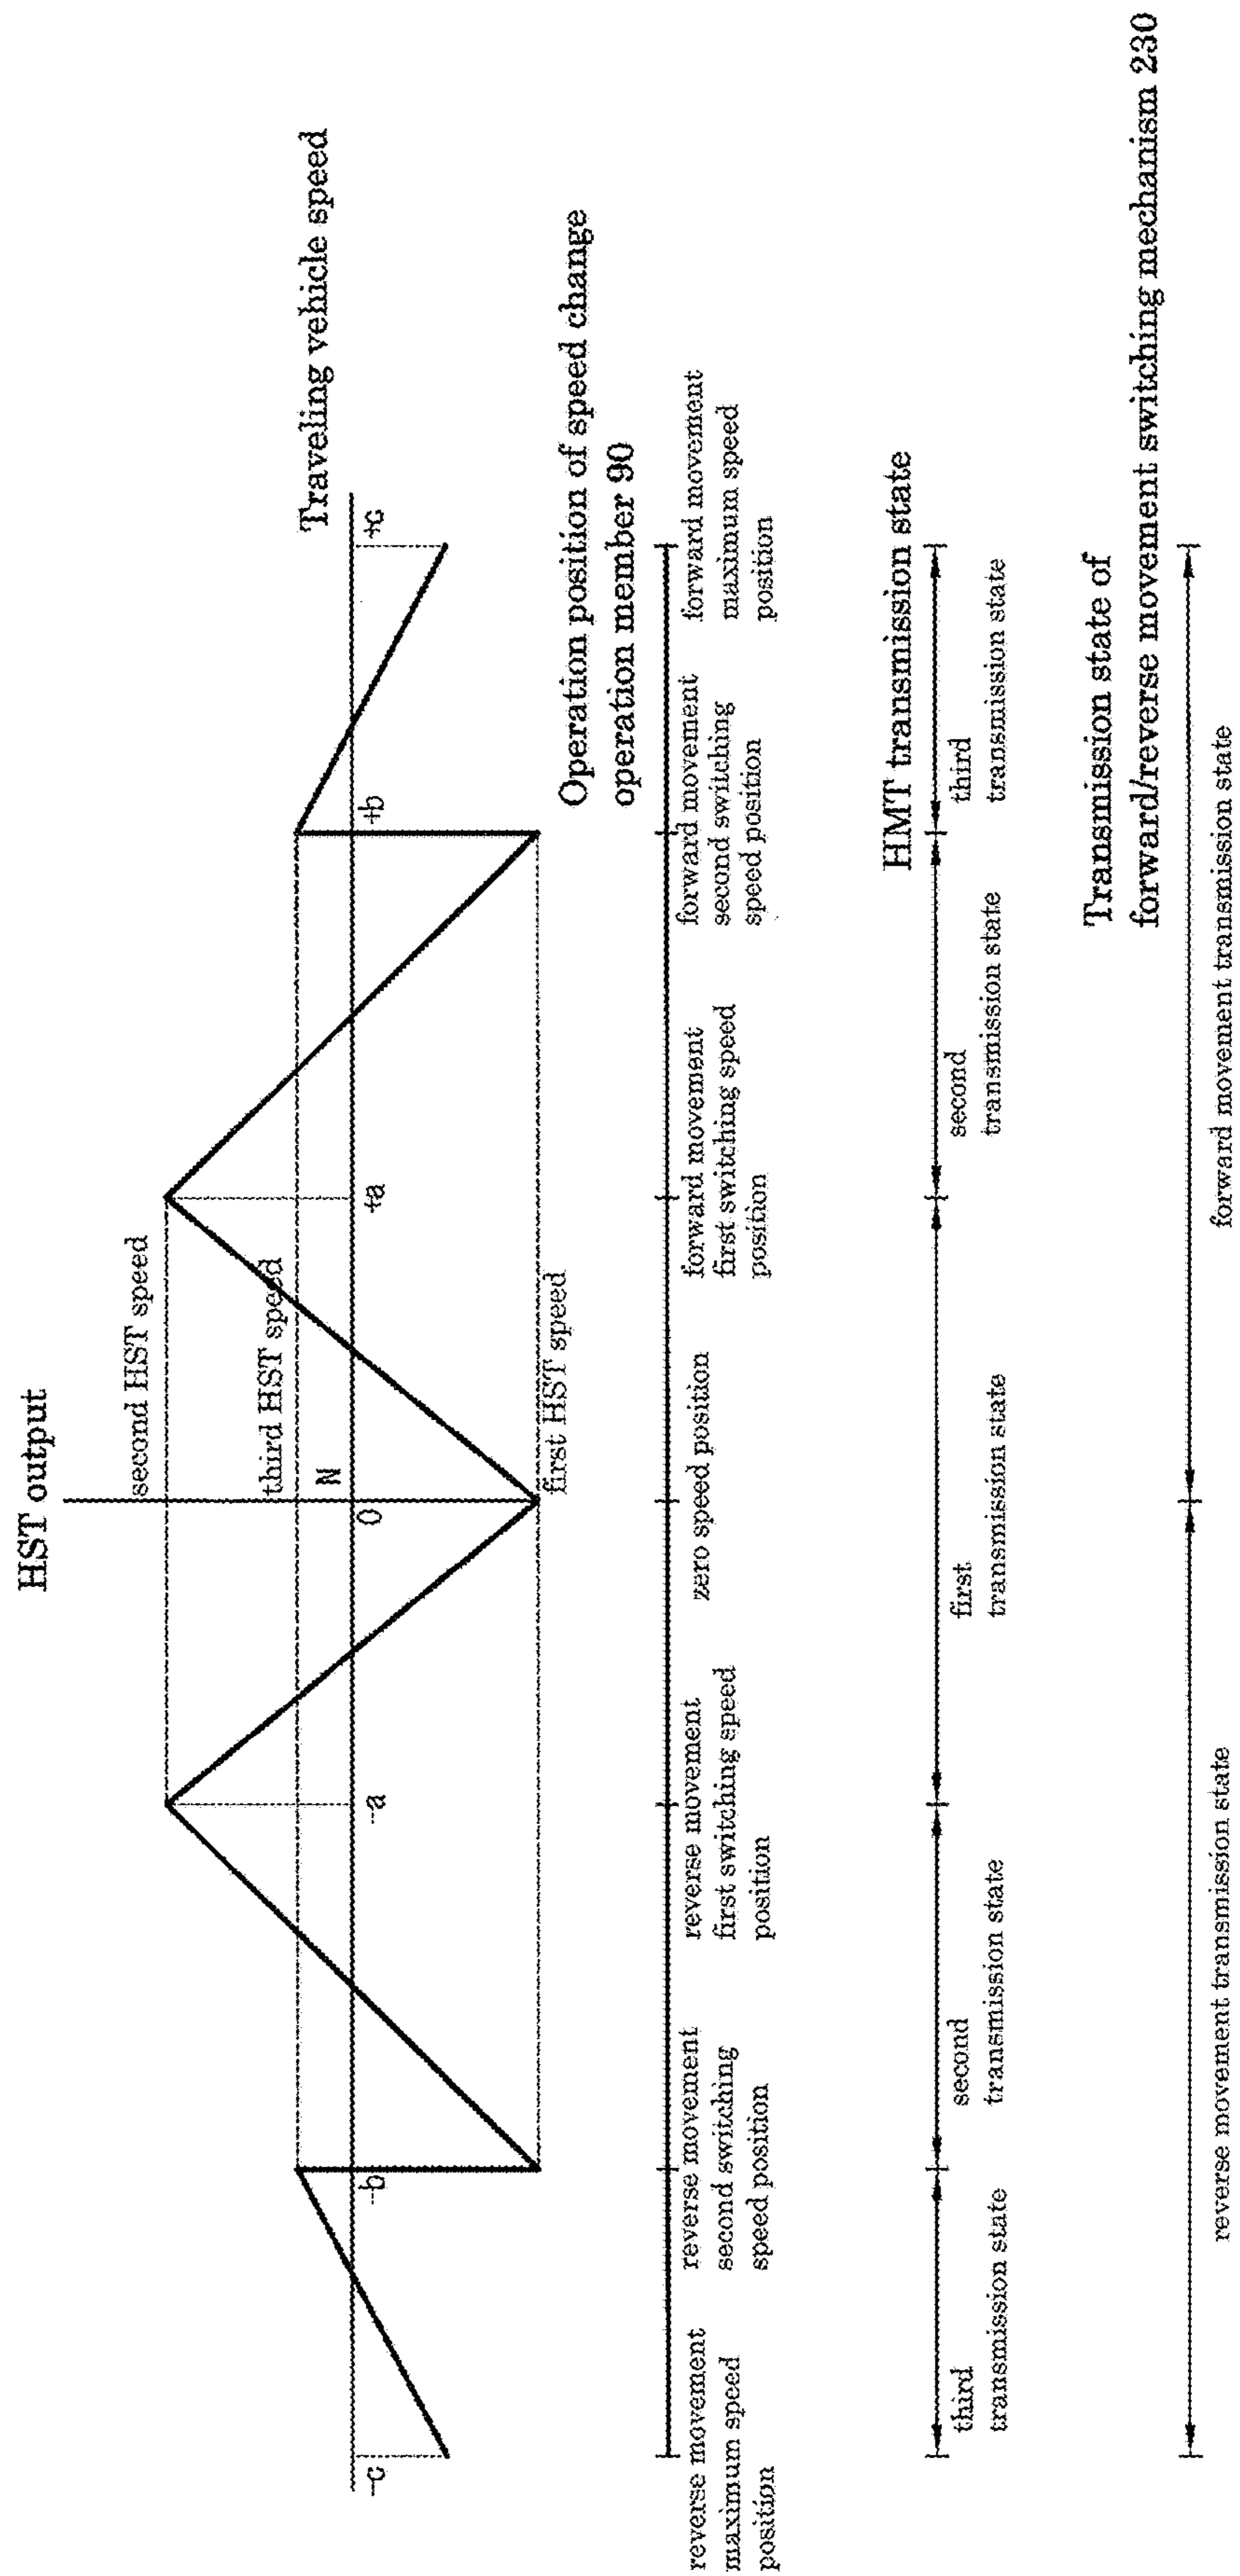 HST output
second HST speed
third HST speed
N
Traveling vehicle speed
-c
-b
-a
0
+a
+b
+c
first HST speed
Operation position of speed change
operation member 90
reverse movement
maximum speed
position
reverse movement
second switching
speed position
reverse movement
first switching speed
position
zero speed position
forward movement
first switching speed
position
forward movement
second switching
speed position
forward movement
maximum speed
position
HMT transmission state
third
transmission state
second
transmission state
first
transmission state
second
transmission state
third
transmission state
Transmission state of
forward/reverse movement switching mechanism 230
reverse movement transmission state
forward movement transmission state